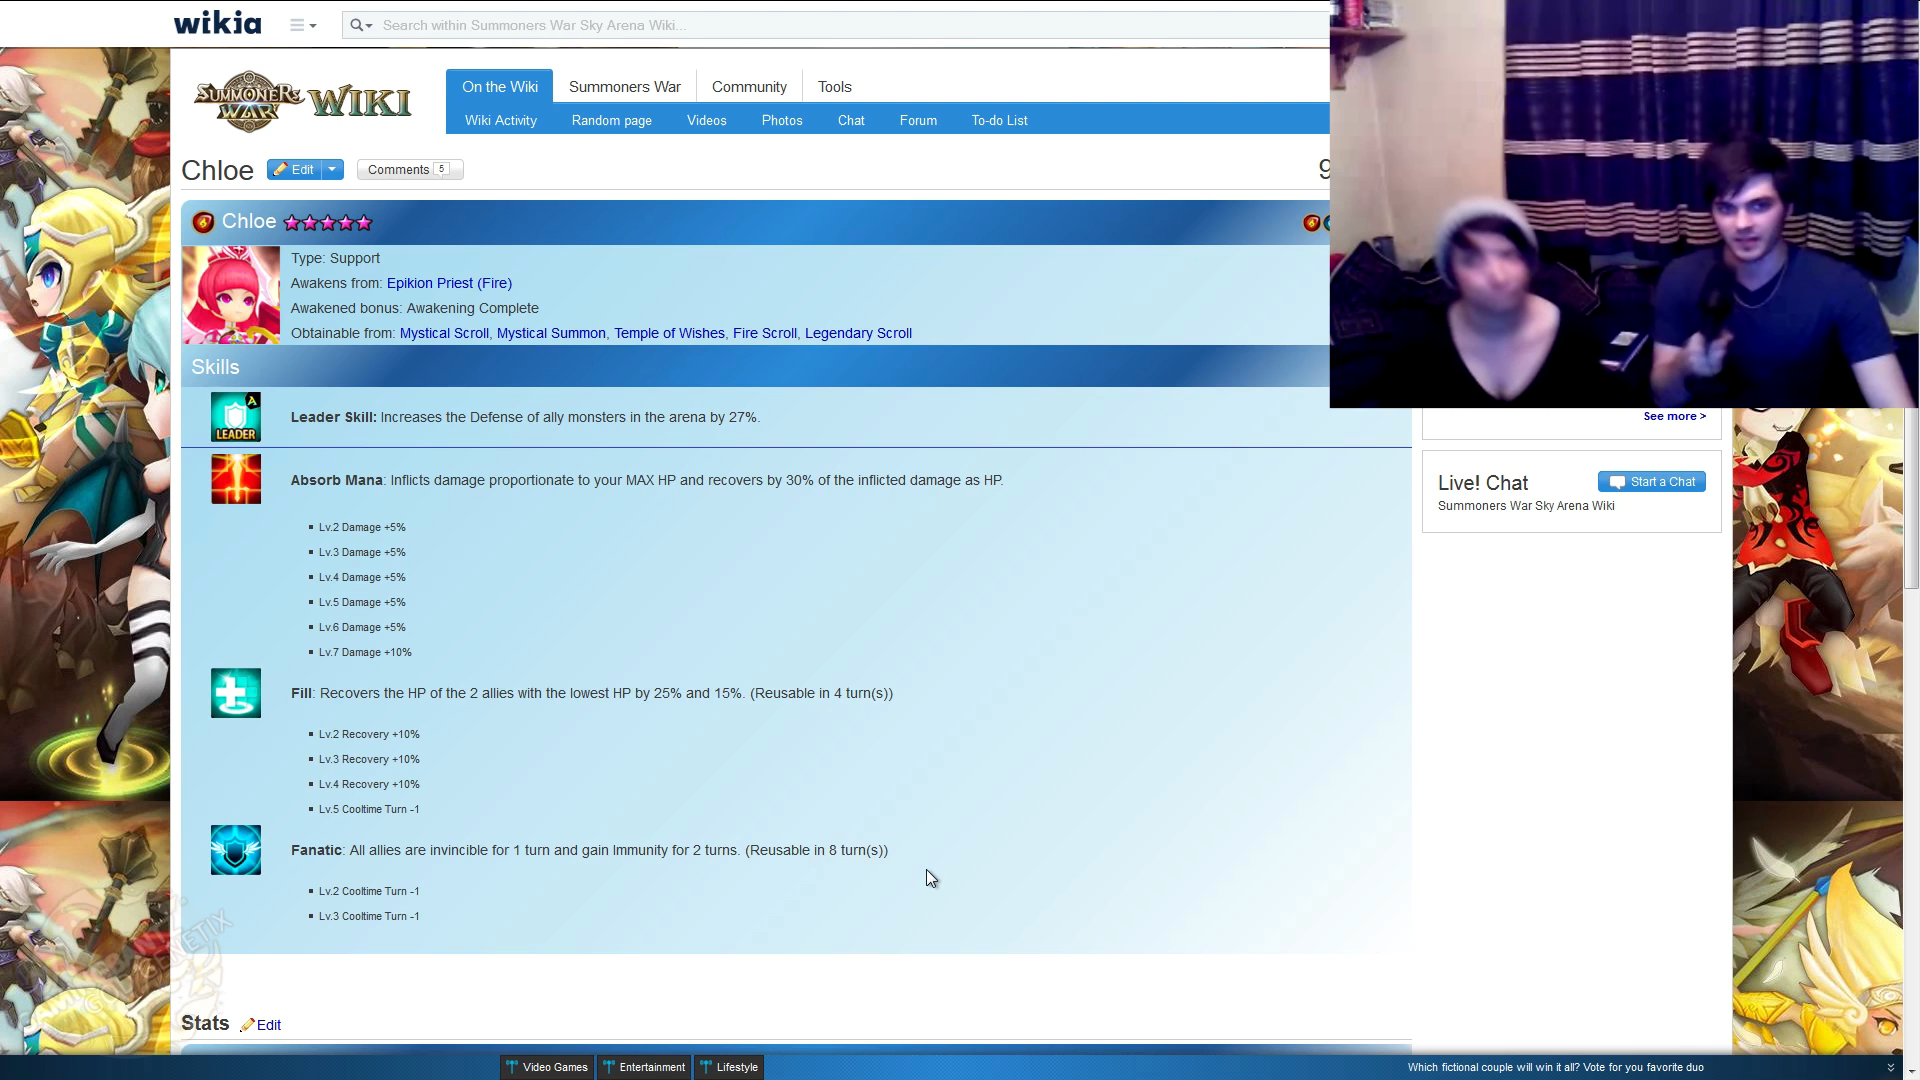 wikia
Search within Summoners War Sky Arena Wiki...
SUMMONERS WAR WIKI
On the Wiki
Summoners War
Community
Tools
Wiki Activity
Random page
Videos
Photos
Chat
Forum
To-do List
Chloe
Edit
Comments 5
9
Chloe
Type: Support
Awakens from: Epikion Priest (Fire)
Awakened bonus: Awakening Complete
Obtainable from: Mystical Scroll, Mystical Summon, Temple of Wishes, Fire Scroll, Legendary Scroll
Skills
A
LEADER
Leader Skill: Increases the Defense of ally monsters in the arena by 27%.
Absorb Mana: Inflicts damage proportionate to your MAX HP and recovers by 30% of the inflicted damage as HP.
Lv.2 Damage +5%
Lv.3 Damage +5%
Lv.4 Damage +5%
Lv.5 Damage +5%
Lv.6 Damage +5%
Lv.7 Damage +10%
Fill: Recovers the HP of the 2 allies with the lowest HP by 25% and 15%. (Reusable in 4 turn(s))
Lv.2 Recovery +10%
Lv.3 Recovery +10%
Lv.4 Recovery +10%
Lv.5 Cooltime Turn -1
Fanatic: All allies are invincible for 1 turn and gain Immunity for 2 turns. (Reusable in 8 turn(s))
Lv.2 Cooltime Turn -1
Lv.3 Cooltime Turn -1
Stats
Edit
See more >
Live! Chat
Start a Chat
Summoners War Sky Arena Wiki
Video Games
Entertainment
Lifestyle
Which fictional couple will win it all? Vote for you favorite duo